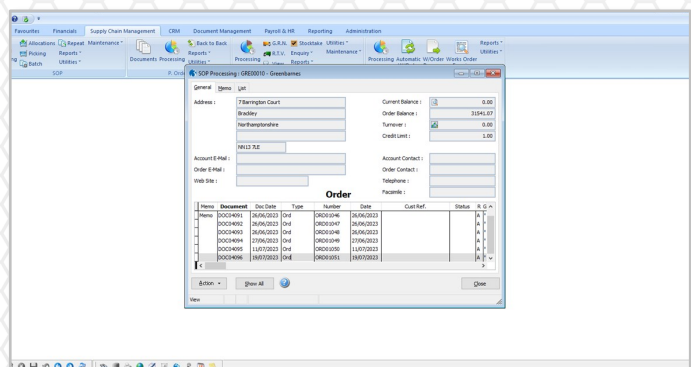 Favourites Financials Supply Chain Management CRM Document Management Payroll & HR Reporting Administration
Allocations Repeat Maintenance
Picking Reports
Batch Utilities
SOP
Documents Processing
Back to Back
Reports
Utilities
P. Ord
Processing
G.R.N. Stocktake Utilities
R.T.V. Enquiry Maintenance
View Reports
Processing Automatic W/Order Works Order
Reports
Utilities
SOP Processing : GRE00010 - Greenbarnes
General Memo List
Address : 7 Barrington Court Current Balance : 0.00
Brackley Order Balance : 31541.07
Northamptonshire Turnover : 0.00
Credit Limit : 1.00
NN13 7LE
Account E-Mail : Account Contact :
Order E-Mail : Order Contact :
Web Site : Telephone :
Order Facsimile :
Memo Document Doc Date Type Number Date Cust Ref. Status R G
Memo DOC04091 26/06/2023 Ord ORD01046 26/06/2023 A
DOC04092 26/06/2023 Ord ORD01047 26/06/2023 A
DOC04093 26/06/2023 Ord ORD01048 26/06/2023 A
DOC04094 27/06/2023 Ord ORD01049 27/06/2023 A
DOC04095 11/07/2023 Ord ORD01050 11/07/2023 A
DOC04096 19/07/2023 Ord ORD01051 19/07/2023 A
Action Show All Close
View